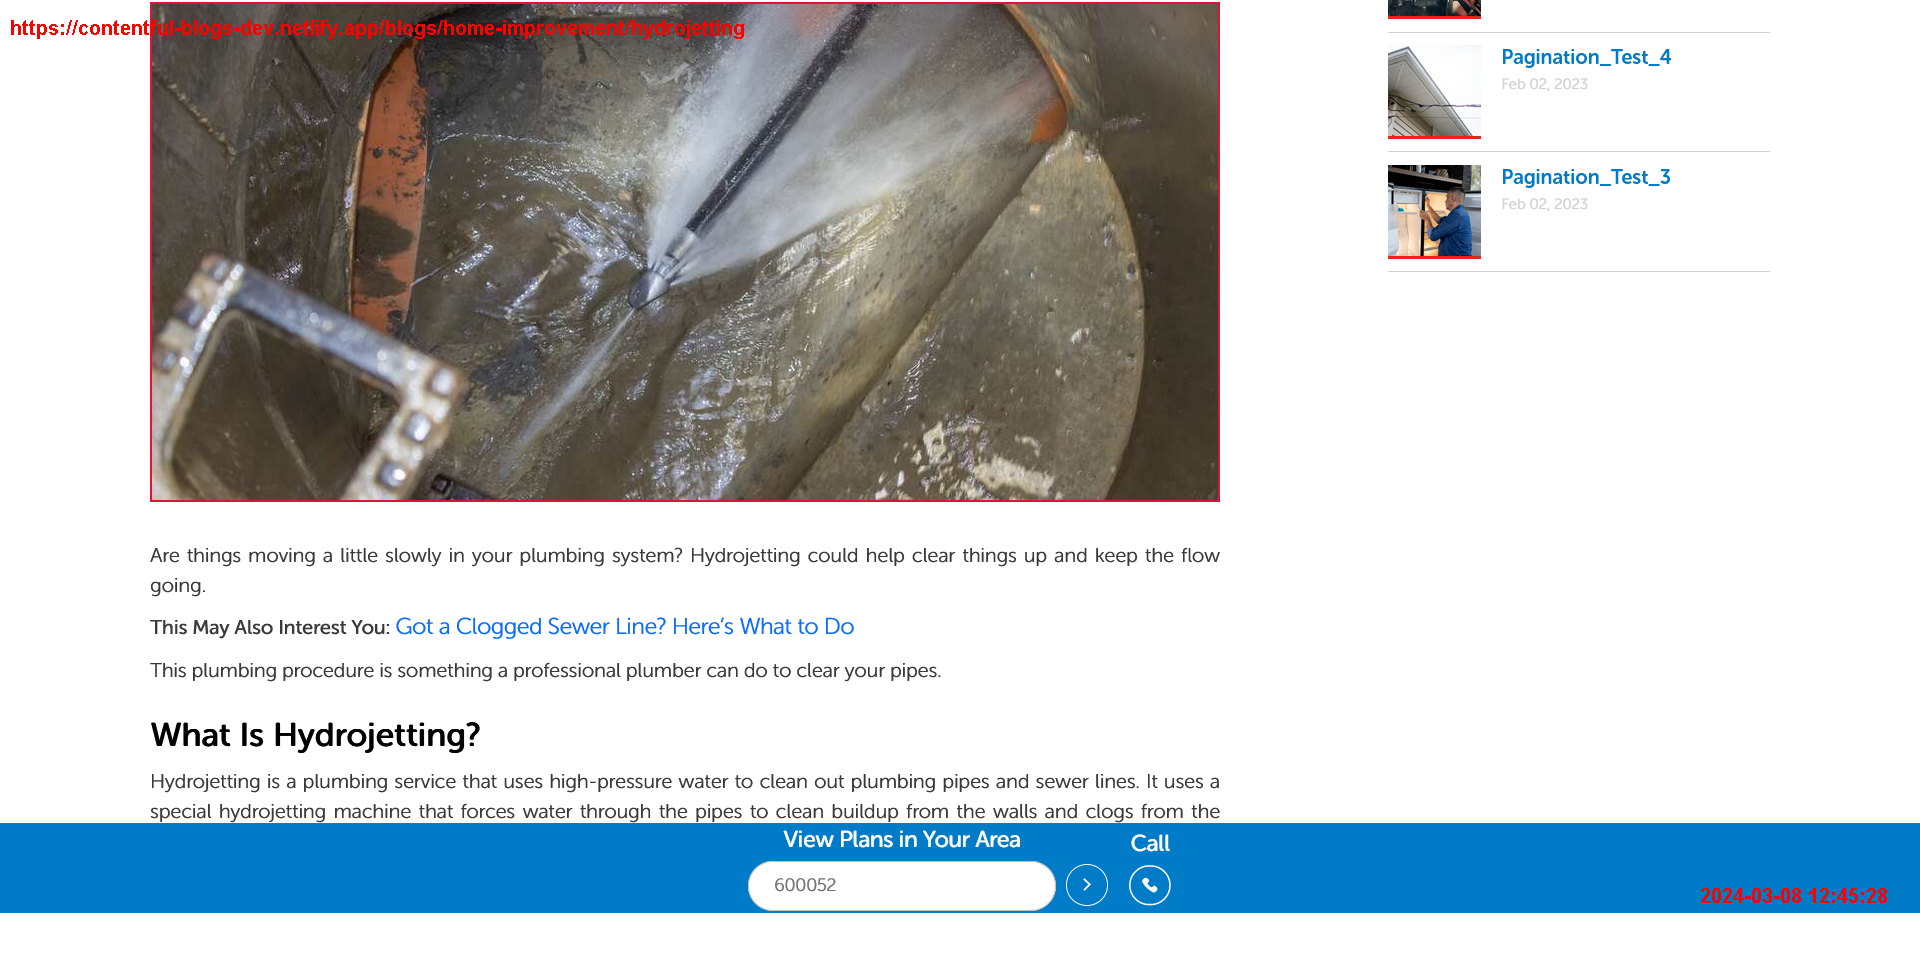 https://contentful-blogs-dev.netlify.app/blogs/home-improvement/hydrojetting
Pagination_Test_4
Feb 02, 2023
Pagination_Test_3
Feb 02, 2023
Are things moving a little slowly in your plumbing system? Hydrojetting could help clear things up and keep the flow
going.
This May Also Interest You: Got a Clogged Sewer Line? Here’s What to Do
This plumbing procedure is something a professional plumber can do to clear your pipes.
What Is Hydrojetting?
Hydrojetting is a plumbing service that uses high-pressure water to clean out plumbing pipes and sewer lines. It uses a
special hydrojetting machine that forces water through the pipes to clean buildup from the walls and clogs from the
View Plans in Your Area
Call
600052
2024-03-08 12:45:28